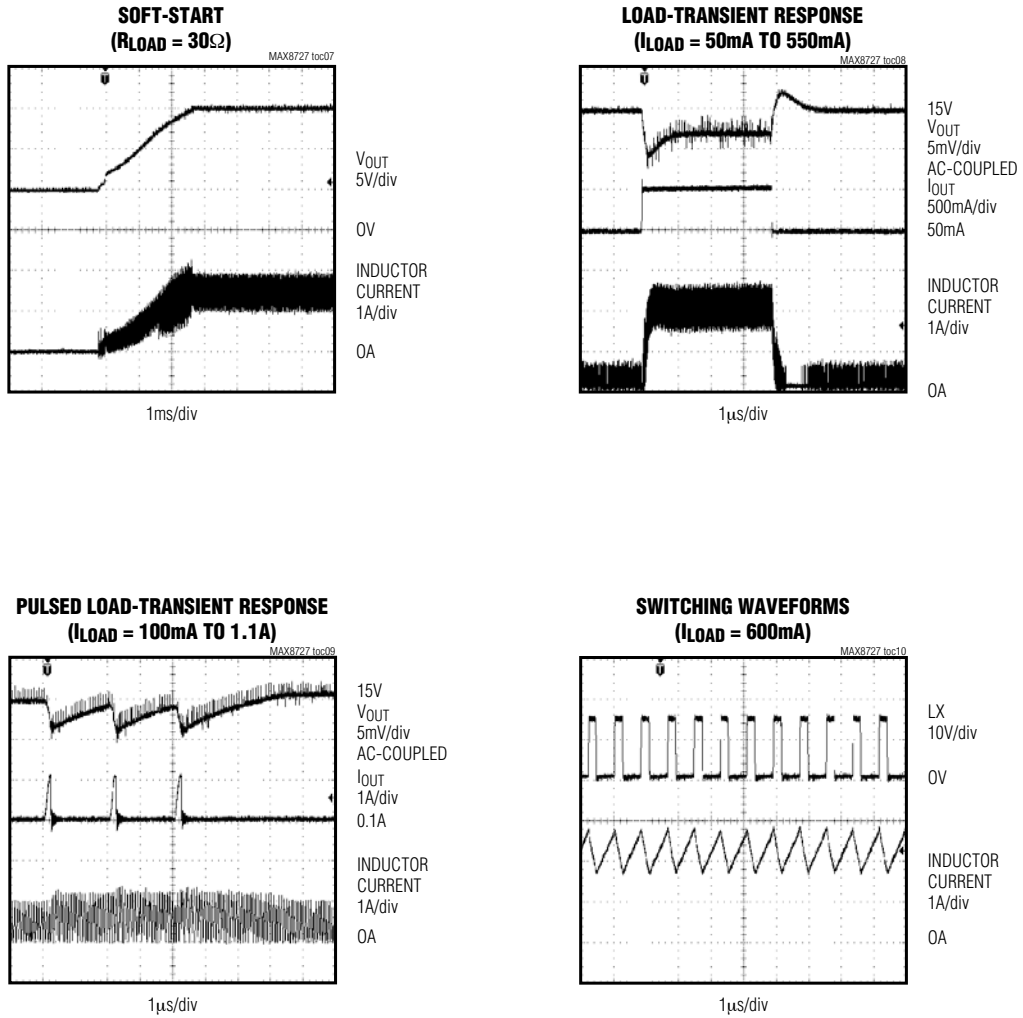 SOFT-START
(RLOAD = 30Ω)
MAX8727 toc07
VOUT
5V/div
0V
INDUCTOR
CURRENT
1A/div
0A
1ms/div
LOAD-TRANSIENT RESPONSE
(ILOAD = 50mA TO 550mA)
MAX8727 toc08
15V
VOUT
5mV/div
AC-COUPLED
IOUT
500mA/div
50mA
INDUCTOR
CURRENT
1A/div
0A
1μs/div
PULSED LOAD-TRANSIENT RESPONSE
(ILOAD = 100mA TO 1.1A)
MAX8727 toc09
15V
VOUT
5mV/div
AC-COUPLED
IOUT
1A/div
0.1A
INDUCTOR
CURRENT
1A/div
0A
1μs/div
SWITCHING WAVEFORMS
(ILOAD = 600mA)
MAX8727 toc10
LX
10V/div
0V
INDUCTOR
CURRENT
1A/div
0A
1μs/div